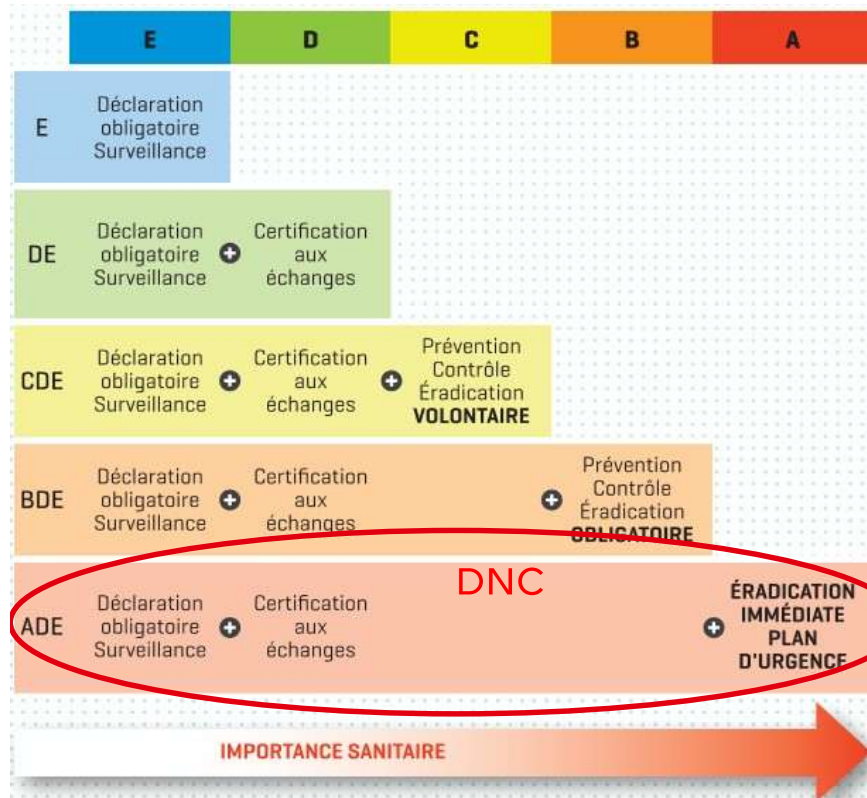 E D C B A
E
Déclaration
obligatoire
Surveillance
DE
Déclaration
obligatoire
Surveillance
+
Certification
aux
échanges
CDE
Déclaration
obligatoire
Surveillance
+
Certification
aux
échanges
+
Prévention
Contrôle
Éradication
VOLONTAIRE
BDE
Déclaration
obligatoire
Surveillance
+
Certification
aux
échanges
+
Prévention
Contrôle
Éradication
OBLIGATOIRE
DNC
ADE
Déclaration
obligatoire
Surveillance
+
Certification
aux
échanges
+
ÉRADICATION
IMMÉDIATE
PLAN
D'URGENCE
IMPORTANCE SANITAIRE